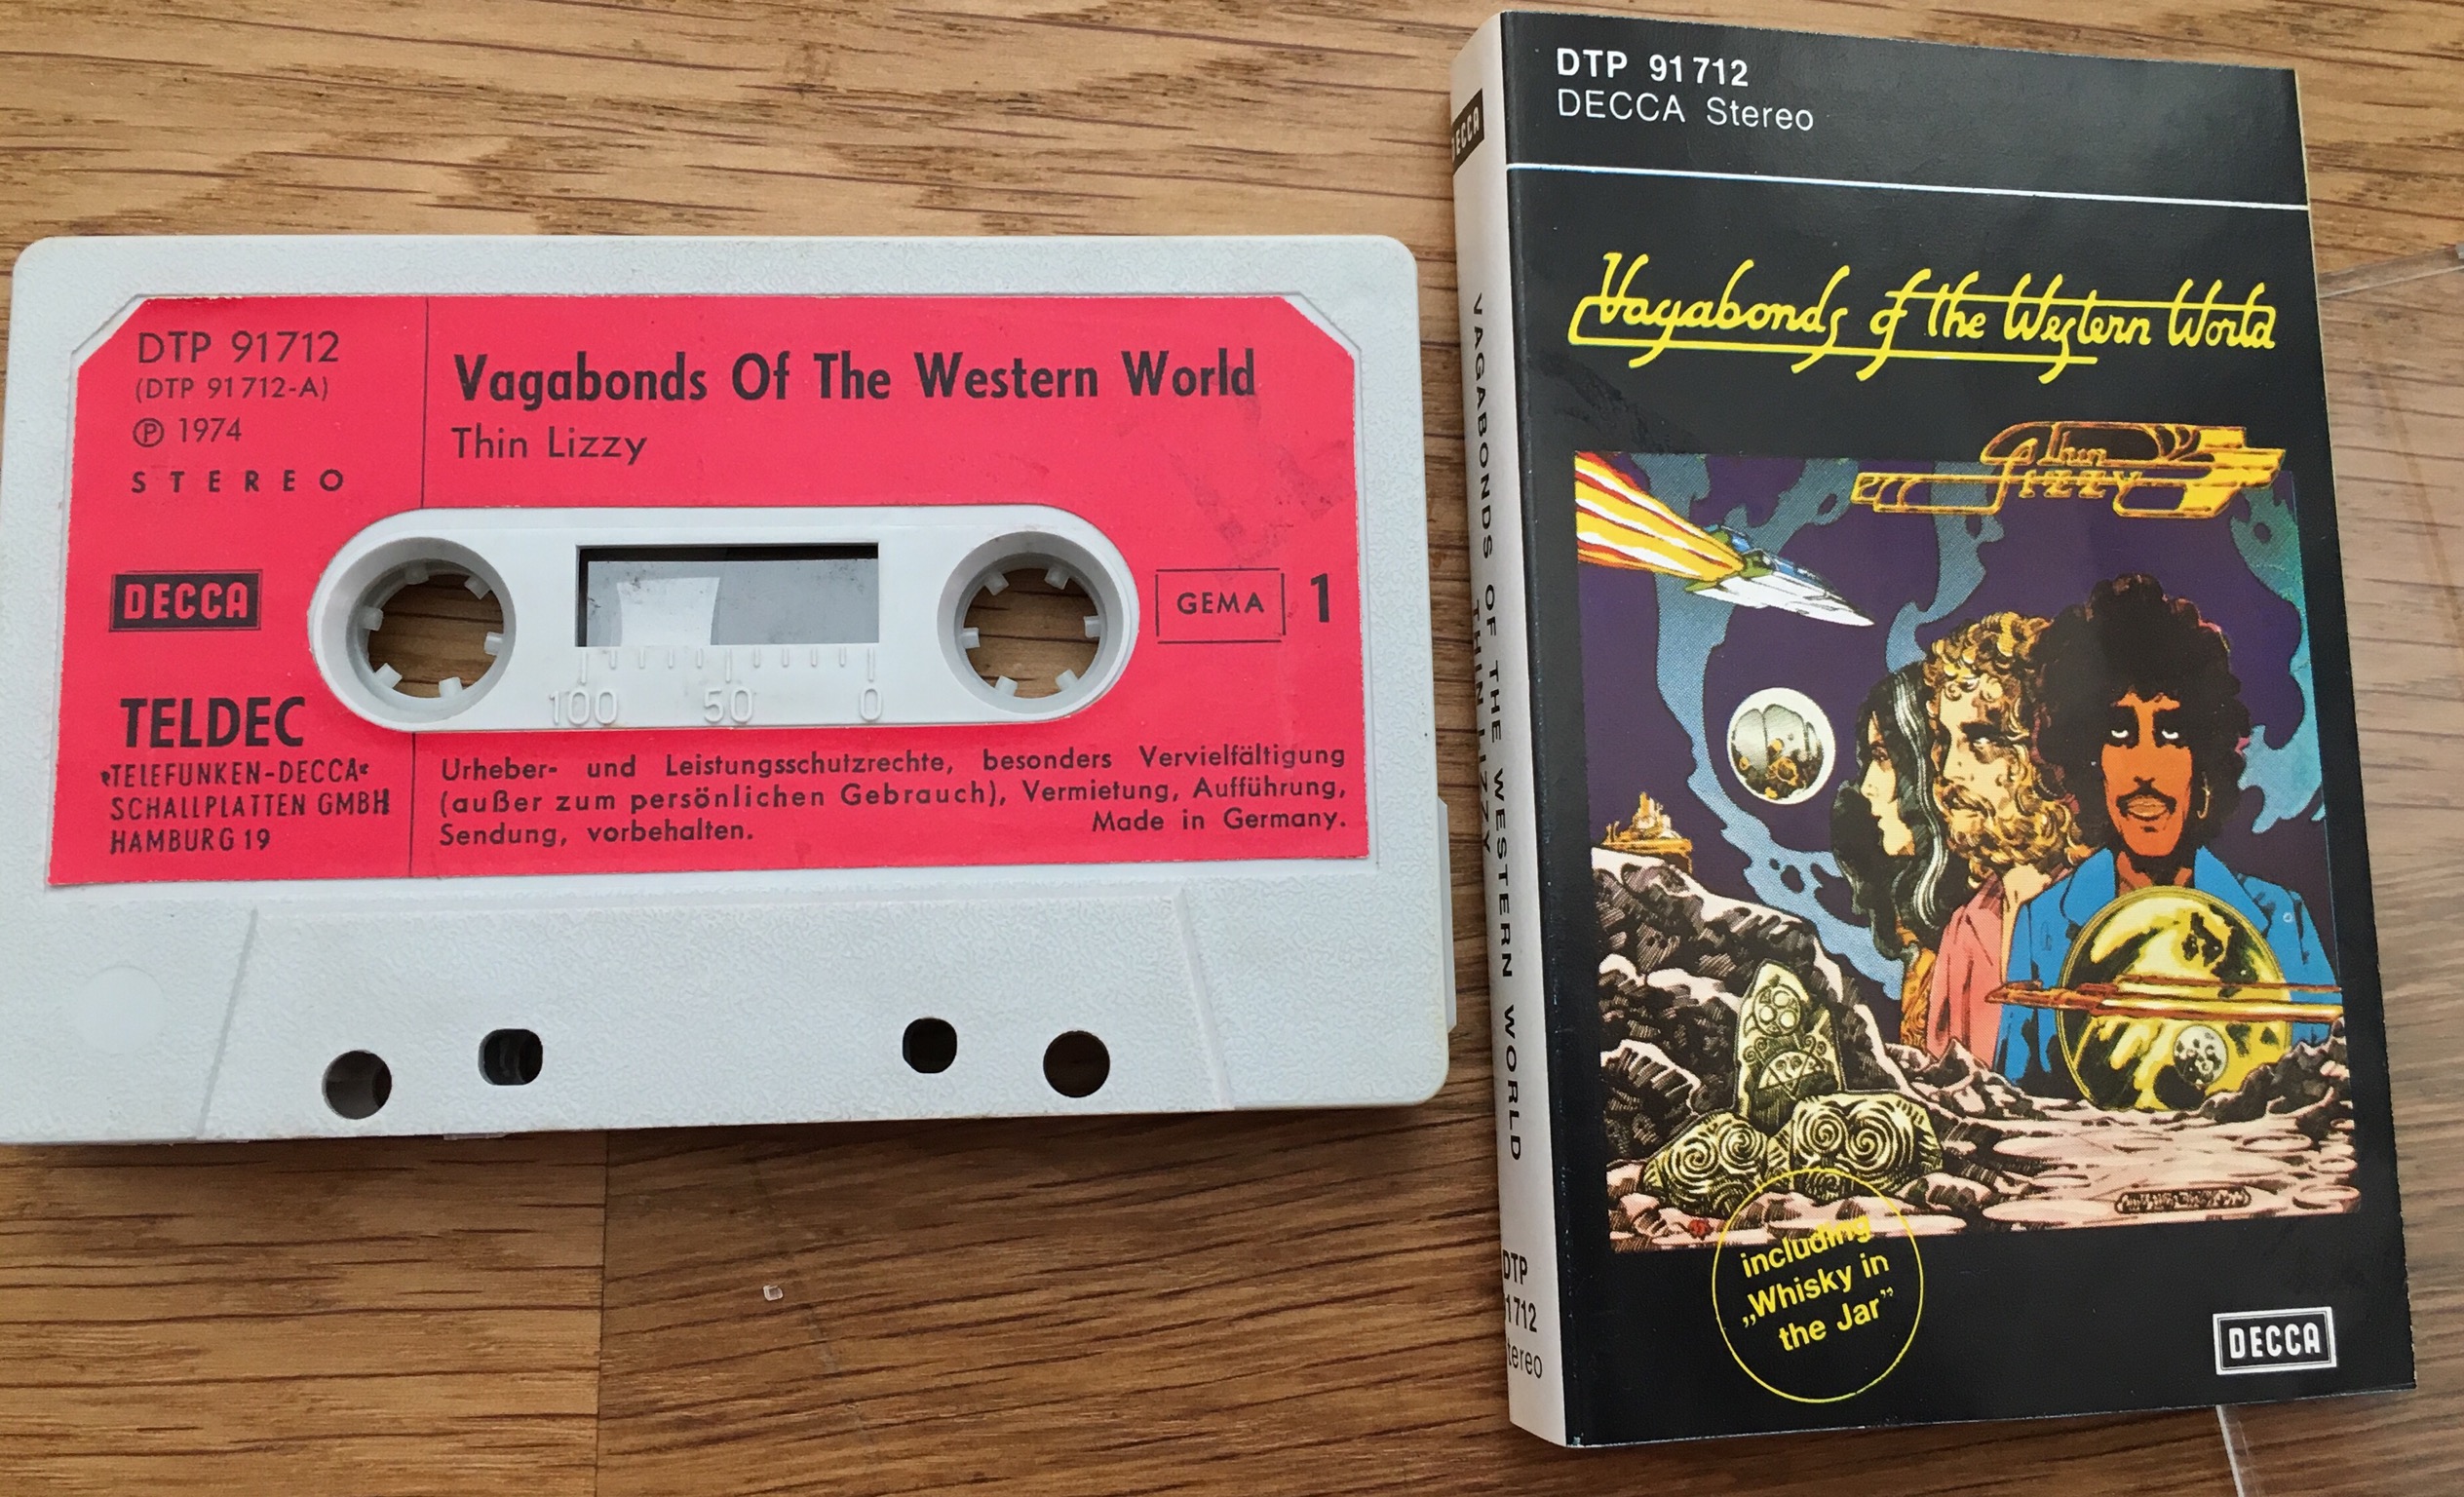 DTP 91712
(DTP 91712-A)
℗ 1974
STEREO
DECCA
TELDEC
»TELEFUNKEN-DECCA«
SCHALLPLATTEN GMBH
HAMBURG 19
Vagabonds Of The Western World
Thin Lizzy
GEMA 1
100 50 0
Urheber- und Leistungsschutzrechte, besonders Vervielfältigung
(außer zum persönlichen Gebrauch), Vermietung, Aufführung,
Sendung, vorbehalten. Made in Germany.
DECCA
VAGABONDS OF THE WESTERN WORLD
THIN LIZZY
DTP
91712
Stereo
DTP 91712
DECCA Stereo
Vagabonds of the Western World
Thin
Lizzy
including
„Whisky in
the Jar”
DECCA